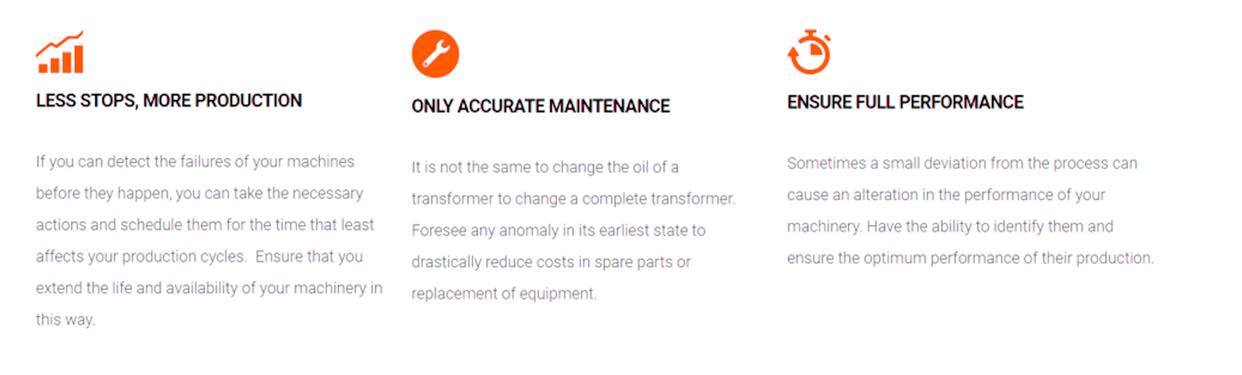 LESS STOPS, MORE PRODUCTION
If you can detect the failures of your machines
before they happen, you can take the necessary
actions and schedule them for the time that least
affects your production cycles.  Ensure that you
extend the life and availability of your machinery in
this way.
ONLY ACCURATE MAINTENANCE
It is not the same to change the oil of a
transformer to change a complete transformer.
Foresee any anomaly in its earliest state to
drastically reduce costs in spare parts or
replacement of equipment.
ENSURE FULL PERFORMANCE
Sometimes a small deviation from the process can
cause an alteration in the performance of your
machinery. Have the ability to identify them and
ensure the optimum performance of their production.